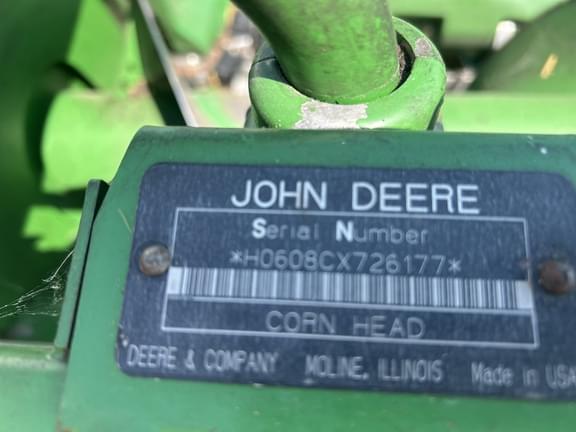 JOHN DEERE
Serial Number
*H0608CX726177*
CORN HEAD
DEERE & COMPANY MOLINE, ILLINOIS Made in USA